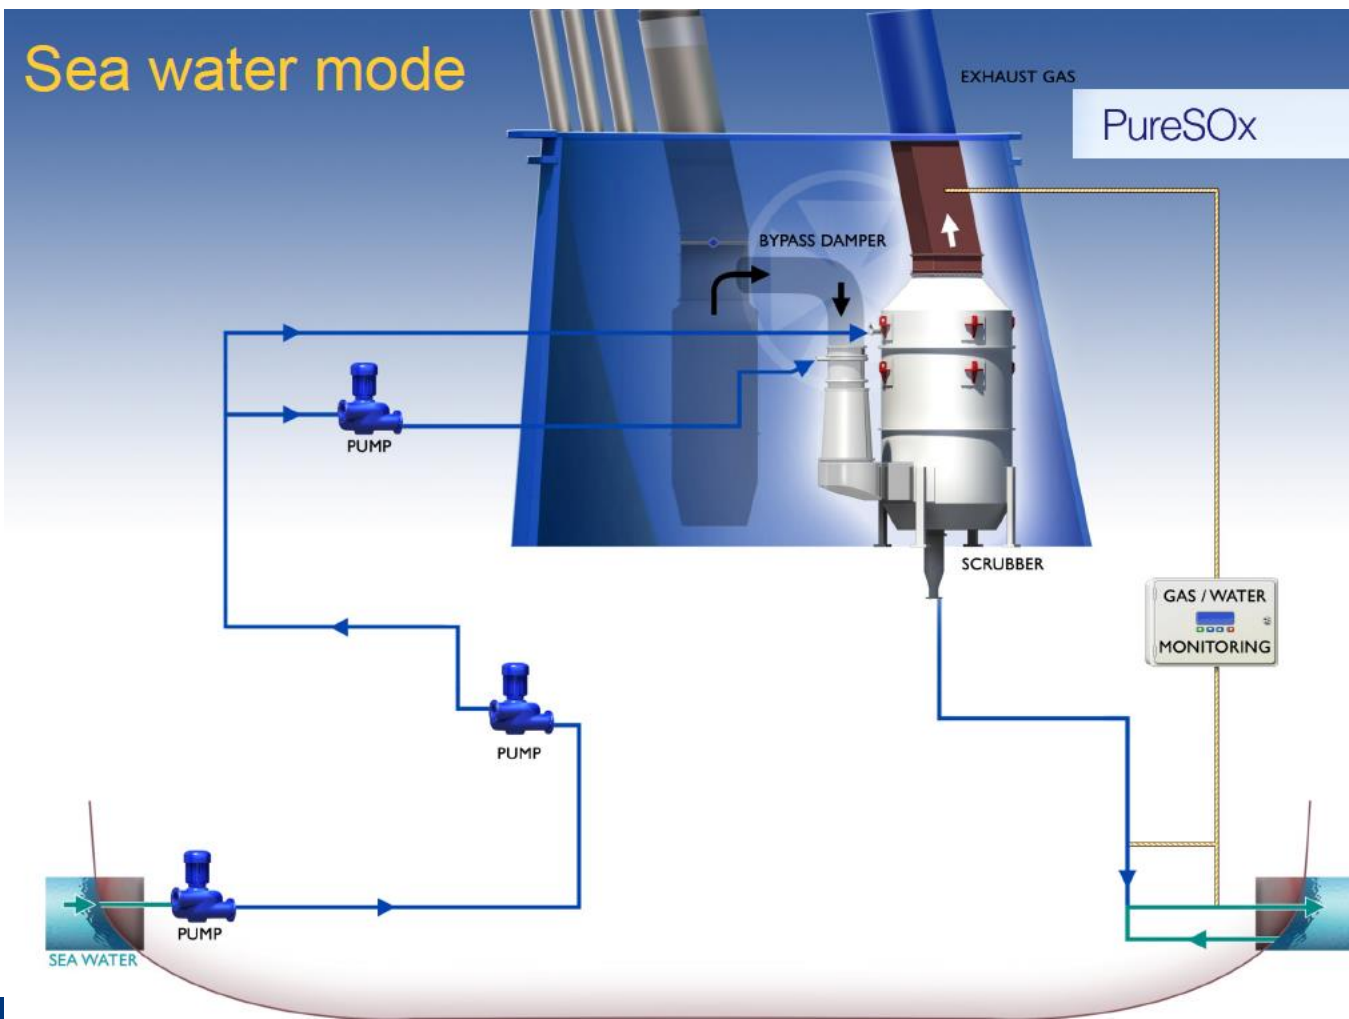 Sea water mode
EXHAUST GAS
PureSOx
BYPASS DAMPER
PUMP
SCRUBBER
GAS / WATER
MONITORING
PUMP
PUMP
SEA WATER